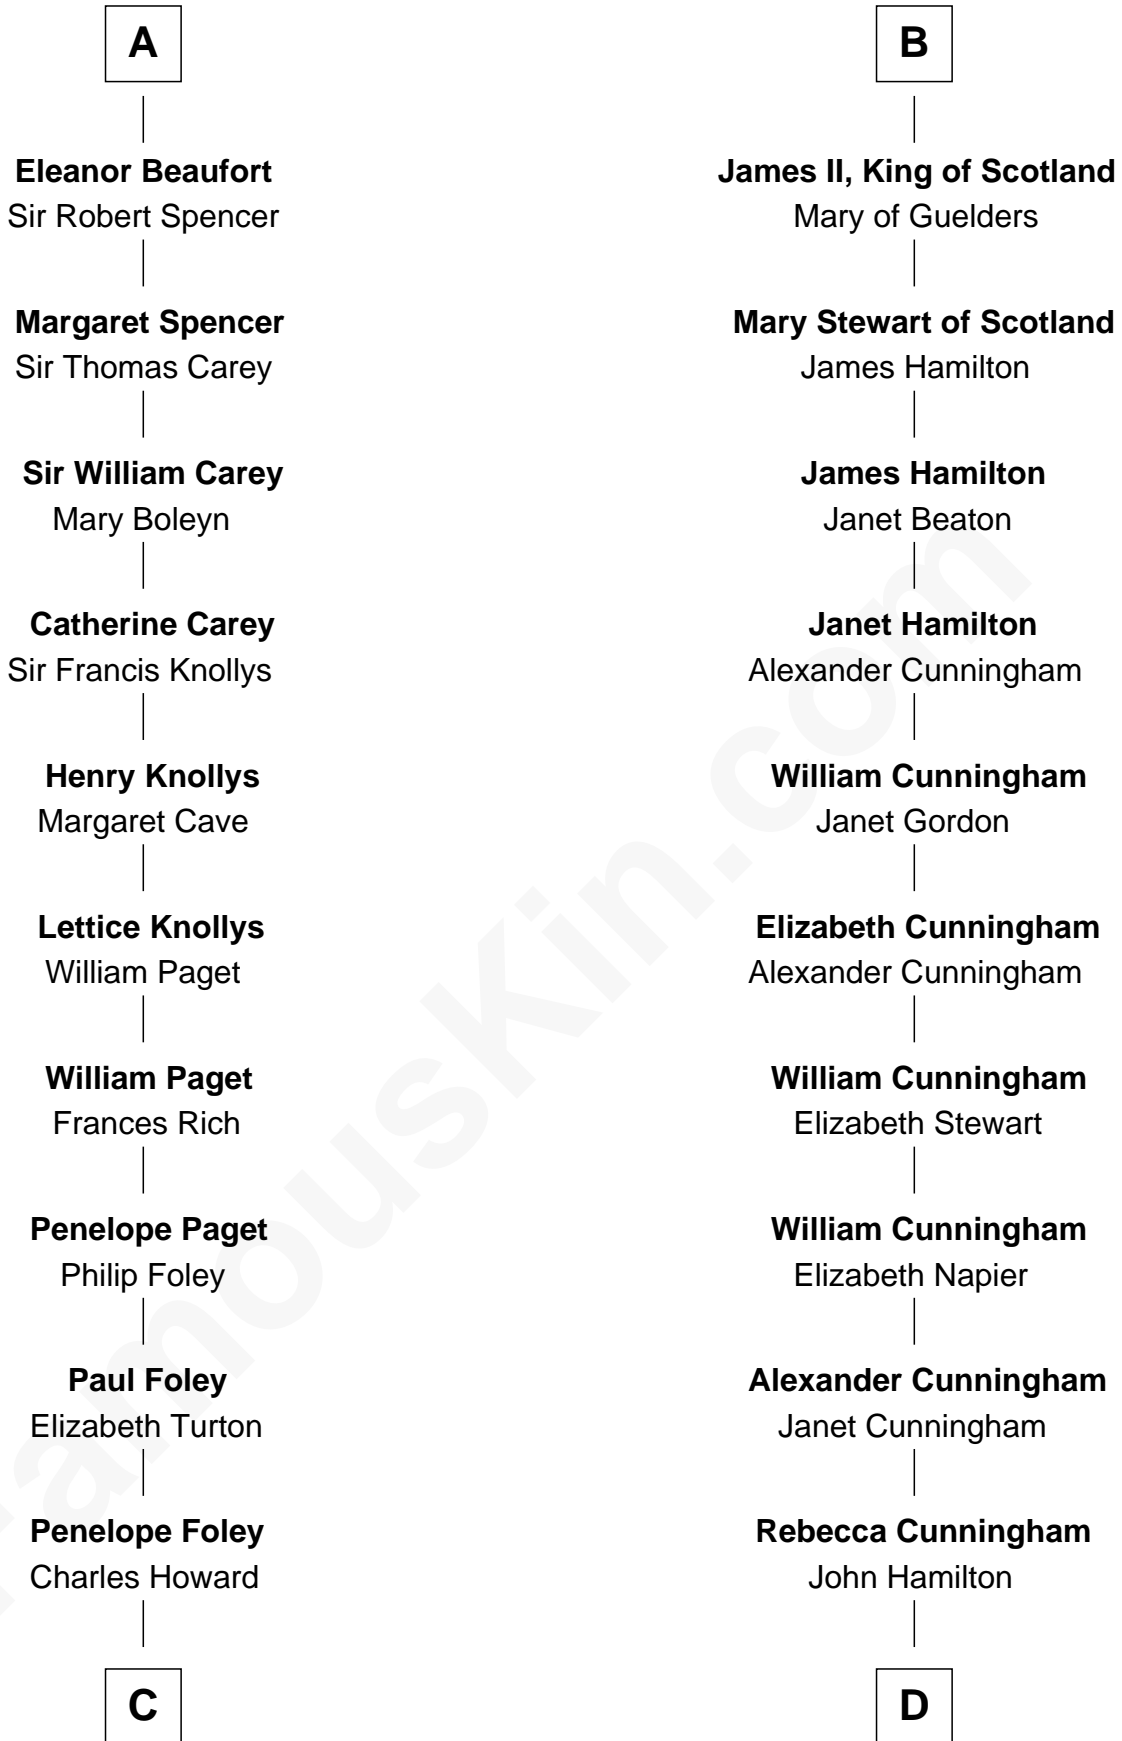 A
Eleanor Beaufort
Sir Robert Spencer
Margaret Spencer
Sir Thomas Carey
Sir William Carey
Mary Boleyn
Catherine Carey
Sir Francis Knollys
Henry Knollys
Margaret Cave
Lettice Knollys
William Paget
William Paget
Frances Rich
Penelope Paget
Philip Foley
Paul Foley
Elizabeth Turton
Penelope Foley
Charles Howard
C
B
James II, King of Scotland
Mary of Guelders
Mary Stewart of Scotland
James Hamilton
James Hamilton
Janet Beaton
Janet Hamilton
Alexander Cunningham
William Cunningham
Janet Gordon
Elizabeth Cunningham
Alexander Cunningham
William Cunningham
Elizabeth Stewart
William Cunningham
Elizabeth Napier
Alexander Cunningham
Janet Cunningham
Rebecca Cunningham
John Hamilton
D
FamousKin.com